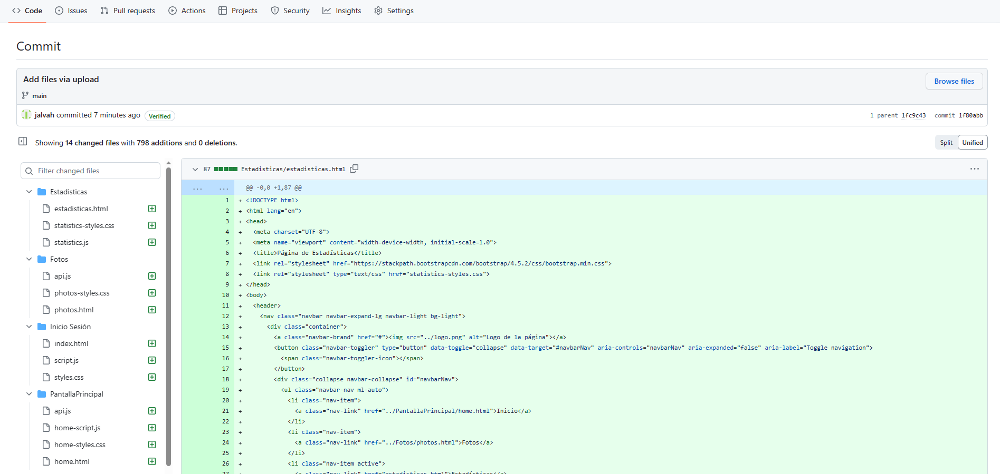 Code Issues Pull requests Actions Projects Security Insights Settings
Commit
Add files via upload
Browse files
main
jalvah committed 7 minutes ago Verified
1 parent 1fc9c43 commit 1f80abb
Showing 14 changed files with 798 additions and 0 deletions.
Split Unified
Filter changed files
Estadisticas
estadisticas.html
statistics-styles.css
statistics.js
Fotos
api.js
photos-styles.css
photos.html
Inicio Sesión
index.html
script.js
styles.css
PantallaPrincipal
api.js
home-script.js
home-styles.css
home.html
87 Estadisticas/estadisticas.html
... ... @@ -0,0 +1,87 @@
1 + <!DOCTYPE html>
2 + <html lang="en">
3 + <head>
4 + <meta charset="UTF-8">
5 + <meta name="viewport" content="width=device-width, initial-scale=1.0">
6 + <title>Página de Estadísticas</title>
7 + <link rel="stylesheet" href="https://stackpath.bootstrapcdn.com/bootstrap/4.5.2/css/bootstrap.min.css">
8 + <link rel="stylesheet" type="text/css" href="statistics-styles.css">
9 + </head>
10 + <body>
11 + <header>
12 + <nav class="navbar navbar-expand-lg navbar-light bg-light">
13 + <div class="container">
14 + <a class="navbar-brand" href="#"><img src="../logo.png" alt="Logo de la página"></a>
15 + <button class="navbar-toggler" type="button" data-toggle="collapse" data-target="#navbarNav" aria-controls="navbarNav" aria-expanded="false" aria-label="Toggle navigation">
16 + <span class="navbar-toggler-icon"></span>
17 + </button>
18 + <div class="collapse navbar-collapse" id="navbarNav">
19 + <ul class="navbar-nav ml-auto">
20 + <li class="nav-item">
21 + <a class="nav-link" href="../PantallaPrincipal/home.html">Inicio</a>
22 + </li>
23 + <li class="nav-item">
24 + <a class="nav-link" href="../Fotos/photos.html">Fotos</a>
25 + </li>
26 + <li class="nav-item active">
27 + <a class="nav-link" href="estadisticas.html">Estadísticas</a>